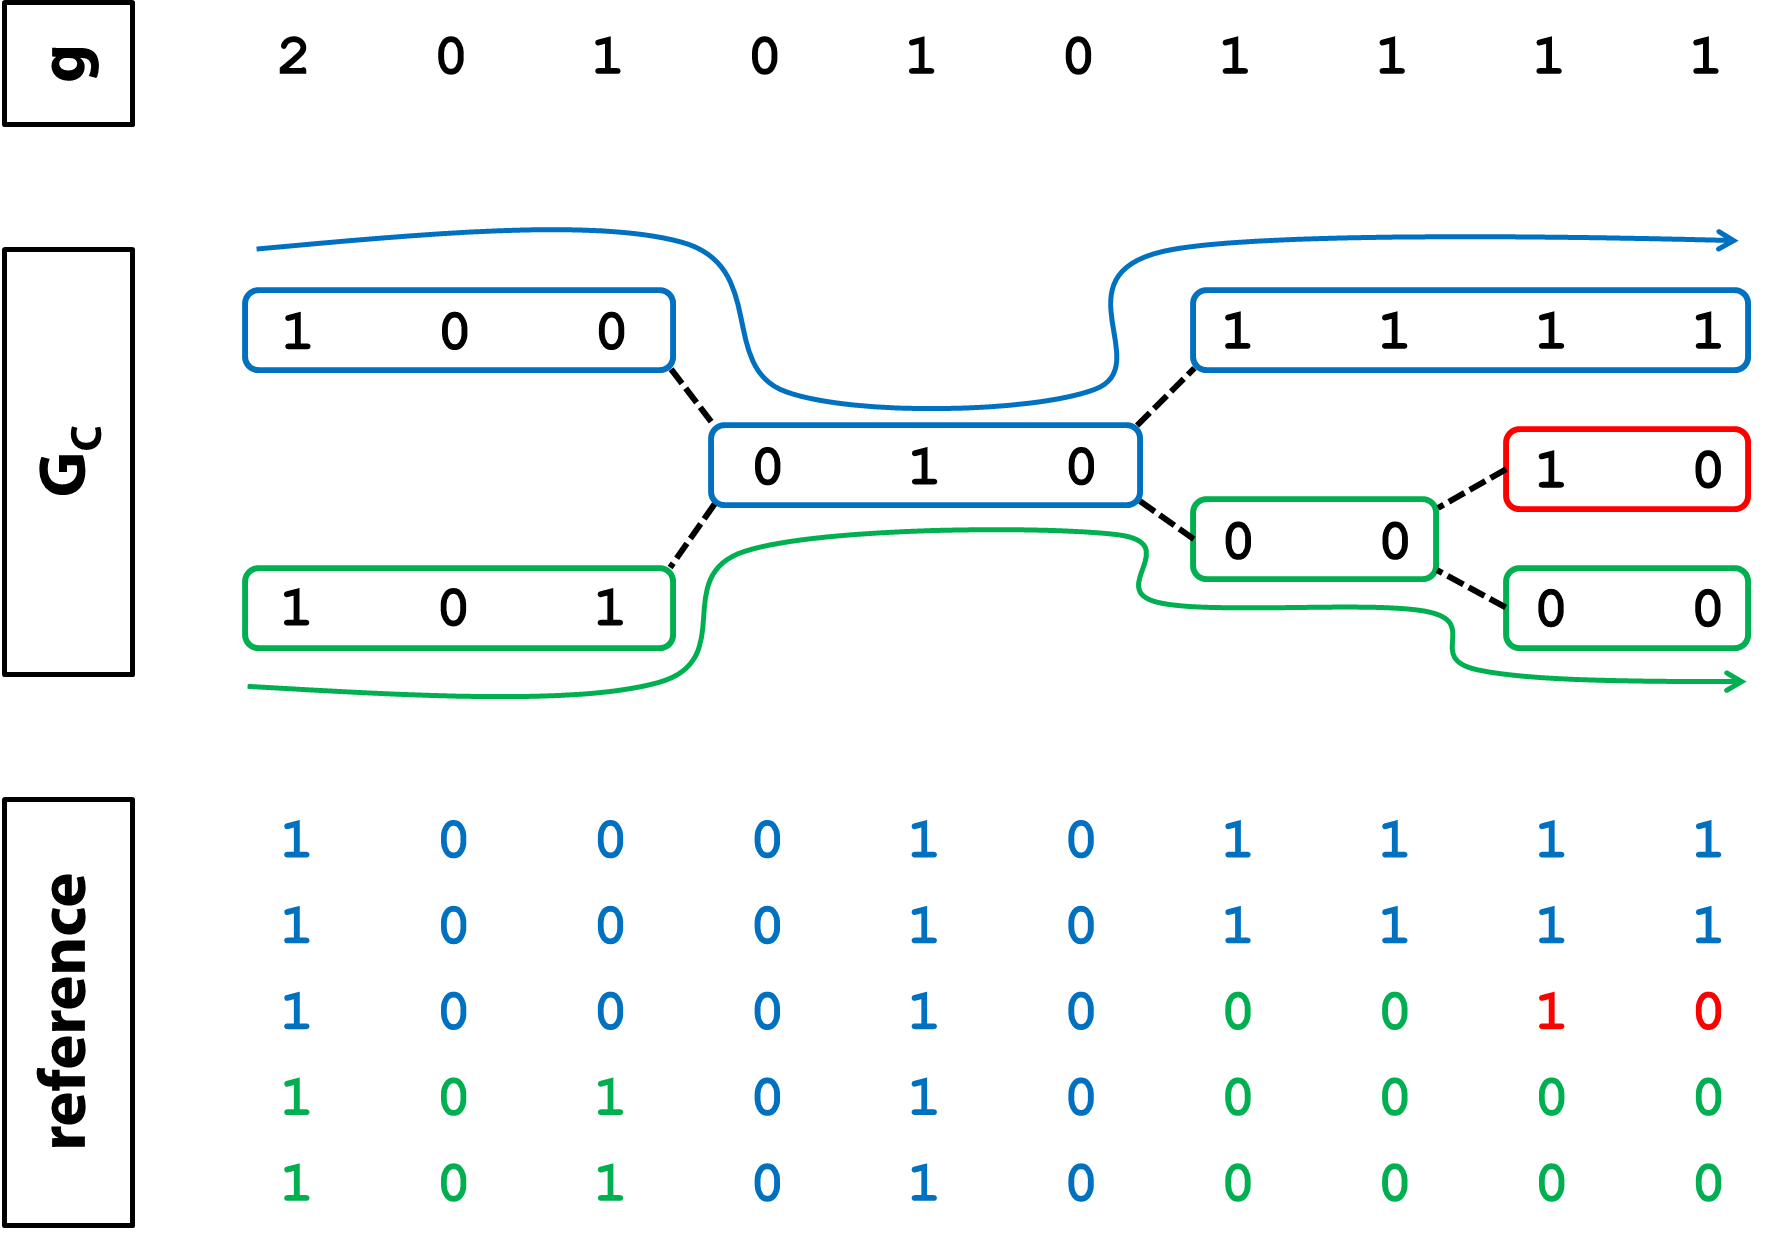 g 2 0 1 0 1 0 1 1 1 1
G_C
1 0 0 1 1 1 1
0 1 0 1 0
0 0
1 0 1 0 0
reference
1 0 0 0 1 0 1 1 1 1
1 0 0 0 1 0 1 1 1 1
1 0 0 0 1 0 0 0 1 0
1 0 1 0 1 0 0 0 0 0
1 0 1 0 1 0 0 0 0 0